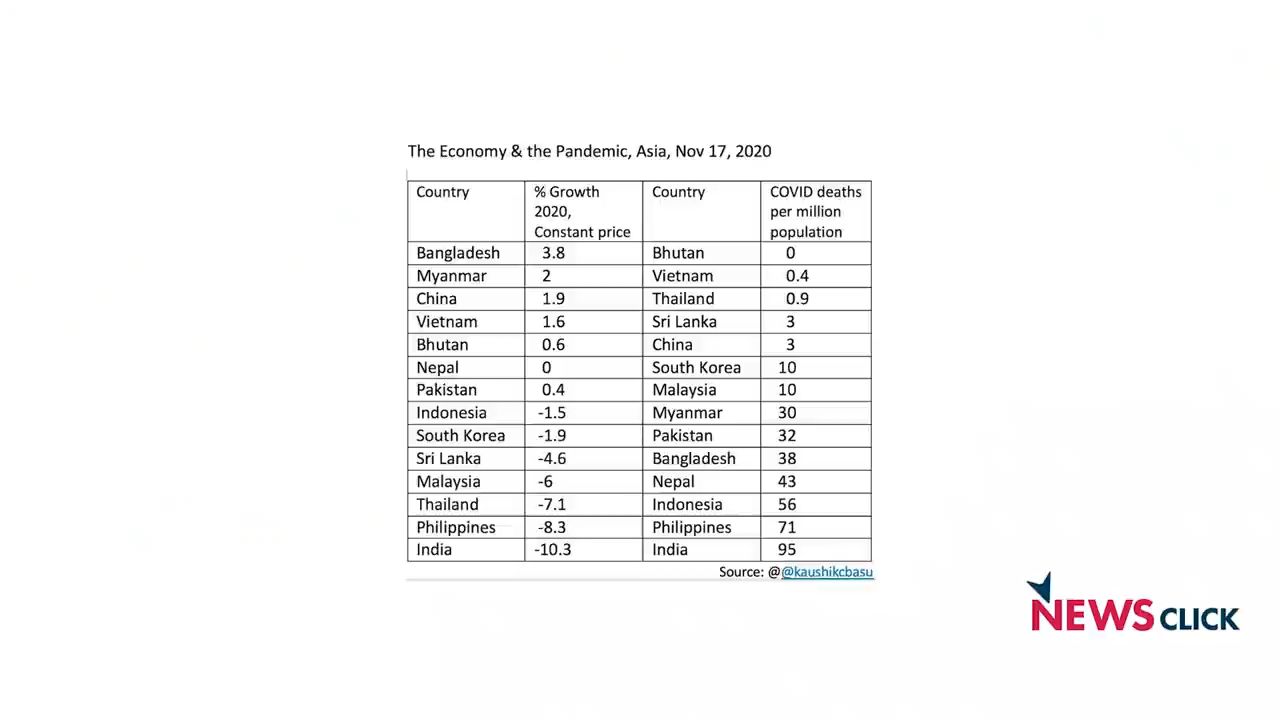 The Economy & the Pandemic, Asia, Nov 17, 2020
Country % Growth 2020, Constant price Country COVID deaths per million population
Bangladesh 3.8 Bhutan 0
Myanmar 2 Vietnam 0.4
China 1.9 Thailand 0.9
Vietnam 1.6 Sri Lanka 3
Bhutan 0.6 China 3
Nepal 0 South Korea 10
Pakistan 0.4 Malaysia 10
Indonesia -1.5 Myanmar 30
South Korea -1.9 Pakistan 32
Sri Lanka -4.6 Bangladesh 38
Malaysia -6 Nepal 43
Thailand -7.1 Indonesia 56
Philippines -8.3 Philippines 71
India -10.3 India 95
Source: @@kaushikcbasu
NEWSCLICK